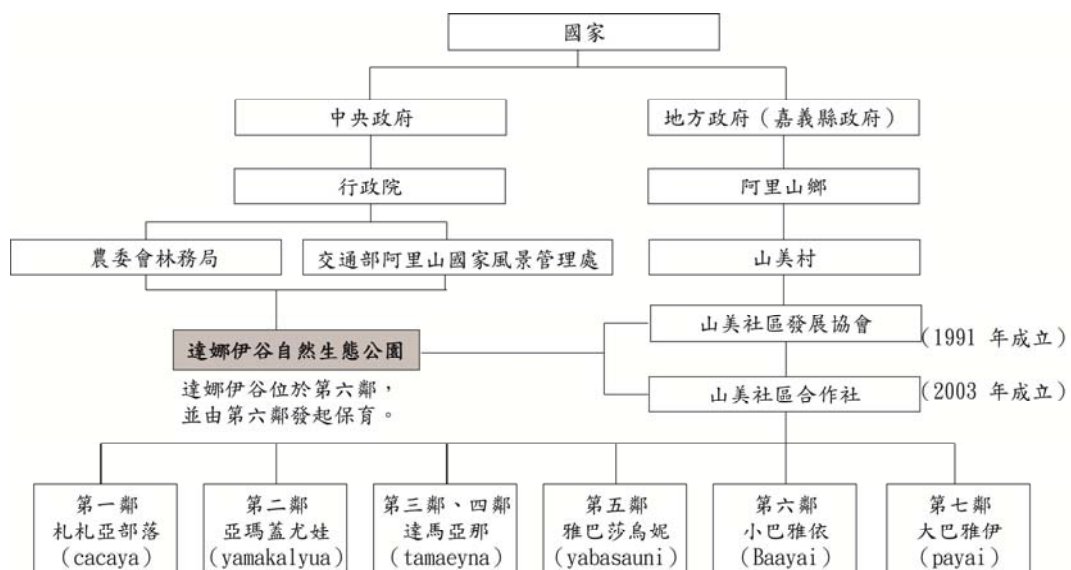 國家
中央政府
地方政府（嘉義縣政府）
行政院
阿里山鄉
農委會林務局
交通部阿里山國家風景管理處
山美村
山美社區發展協會
(1991 年成立)
達娜伊谷自然生態公園
達娜伊谷位於第六鄰，
並由第六鄰發起保育。
山美社區合作社
(2003 年成立)
第一鄰
札札亞部落
(cacaya)
第二鄰
亞瑪蓋尤娃
(yamakalyua)
第三鄰、四鄰
達馬亞那
(tamaeyna)
第五鄰
雅巴莎烏妮
(yabasauni)
第六鄰
小巴雅依
(Baayai)
第七鄰
大巴雅伊
(payai)